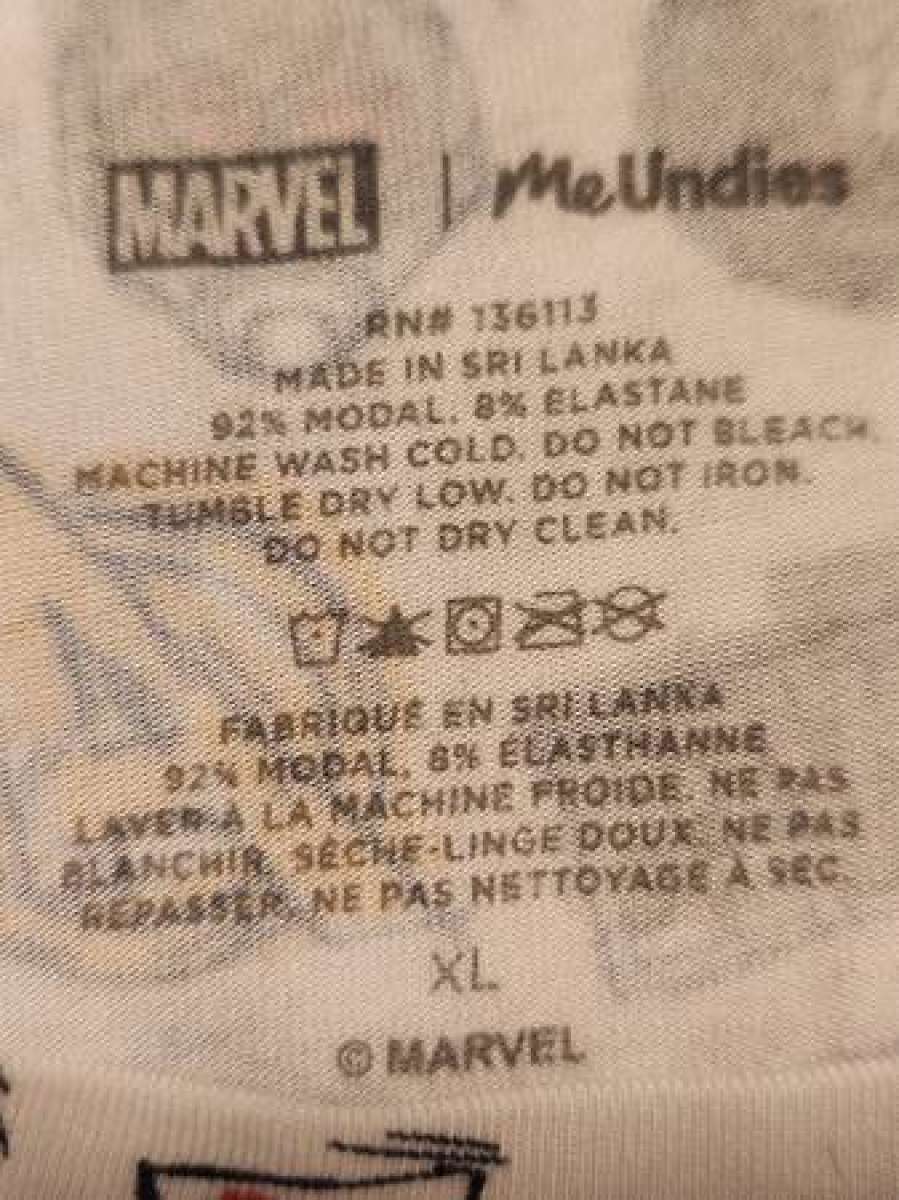 MARVEL | MeUndies
RN# 136113
MADE IN SRI LANKA
92% MODAL, 8% ELASTANE
MACHINE WASH COLD. DO NOT BLEACH.
TUMBLE DRY LOW. DO NOT IRON.
DO NOT DRY CLEAN.
FABRIQUÉ EN SRI LANKA
92% MODAL, 8% ÉLASTHANNE
LAVER À LA MACHINE FROIDE. NE PAS
BLANCHIR. SÈCHE-LINGE DOUX. NE PAS
REPASSER. NE PAS NETTOYAGE À SEC.
XL
© MARVEL